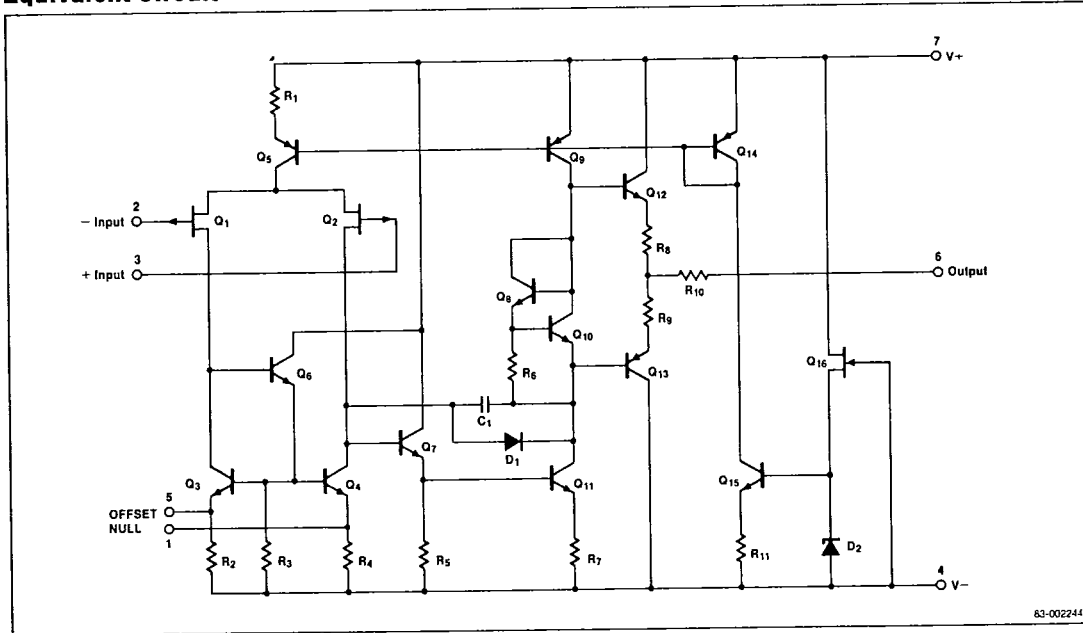 7
V+
R1
Q5
Q9
Q14
Q12
2
− Input
Q1
Q2
R8
3
+ Input
6
Output
R10
Q8
R9
Q10
Q16
Q6
R6
Q13
C1
Q7
D1
Q3
Q4
Q11
Q15
5
OFFSET
NULL
1
R2
R3
R4
R5
R7
R11
D2
4
V−
83-002244